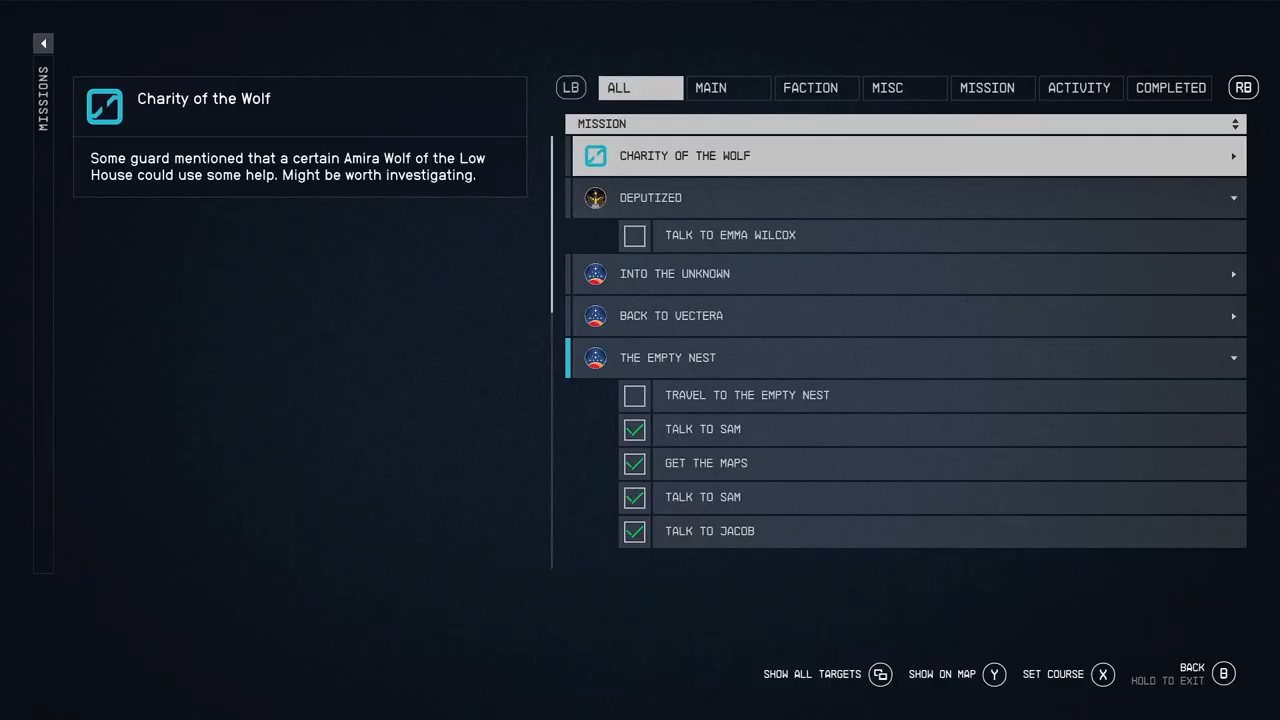 MISSIONS
Charity of the Wolf
Some guard mentioned that a certain Amira Wolf of the Low
House could use some help. Might be worth investigating.
LB ALL MAIN FACTION MISC MISSION ACTIVITY COMPLETED RB
MISSION
CHARITY OF THE WOLF
DEPUTIZED
TALK TO EMMA WILCOX
INTO THE UNKNOWN
BACK TO VECTERA
THE EMPTY NEST
TRAVEL TO THE EMPTY NEST
TALK TO SAM
GET THE MAPS
TALK TO SAM
TALK TO JACOB
SHOW ALL TARGETS SHOW ON MAP Y SET COURSE X BACK B
HOLD TO EXIT